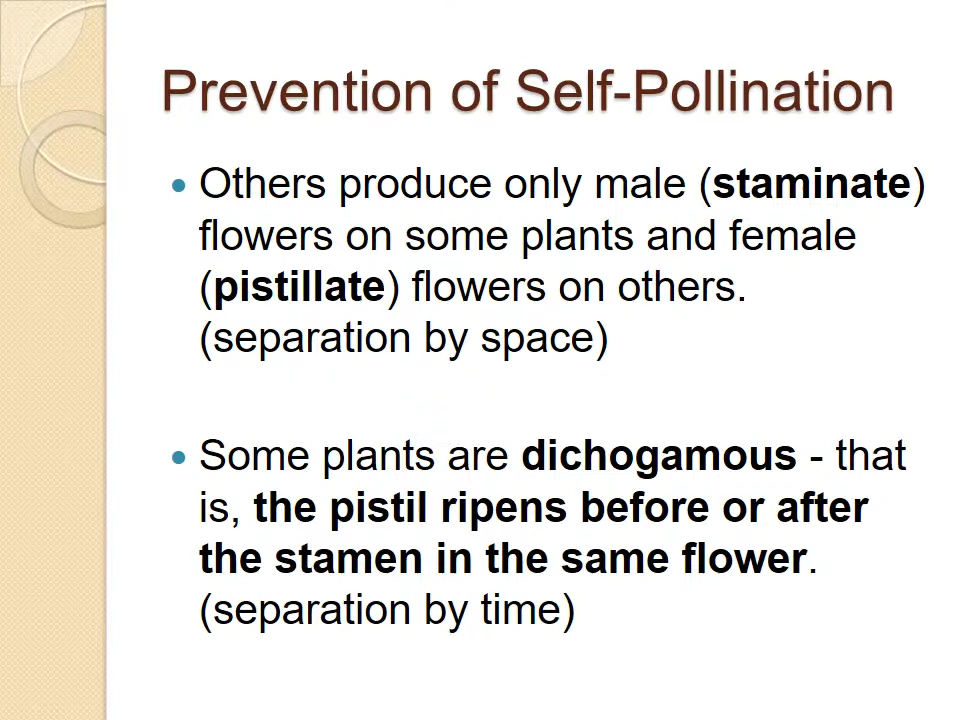 Prevention of Self-Pollination
• Others produce only male (staminate)
flowers on some plants and female
(pistillate) flowers on others.
(separation by space)
• Some plants are dichogamous - that
is, the pistil ripens before or after
the stamen in the same flower.
(separation by time)